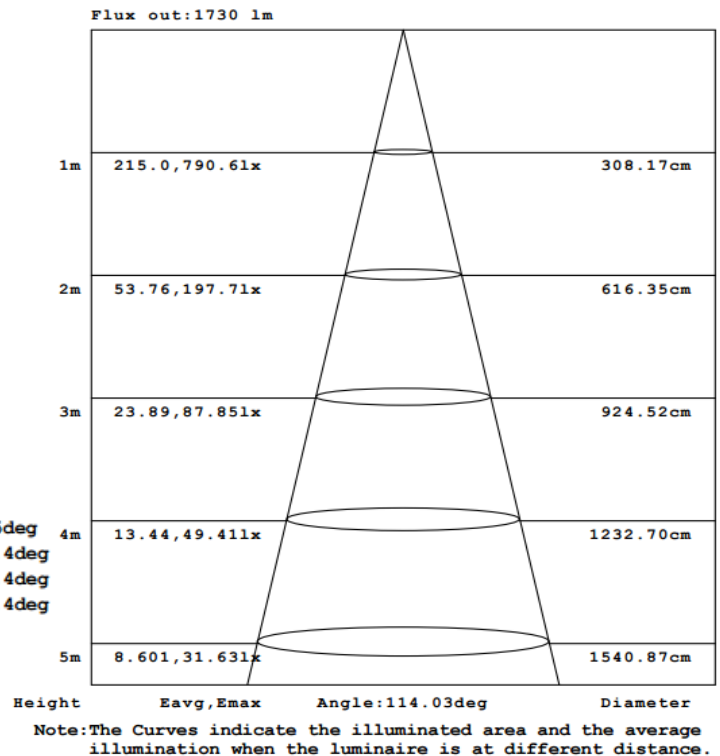 Flux out:1730 lm
1m 215.0,790.6lx 308.17cm
2m 53.76,197.7lx 616.35cm
3m 23.89,87.85lx 924.52cm
deg
4m 13.44,49.41lx 1232.70cm
4deg
4deg
4deg
5m 8.601,31.63lx 1540.87cm
Height Eavg,Emax Angle:114.03deg Diameter
Note:The Curves indicate the illuminated area and the average
illumination when the luminaire is at different distance.